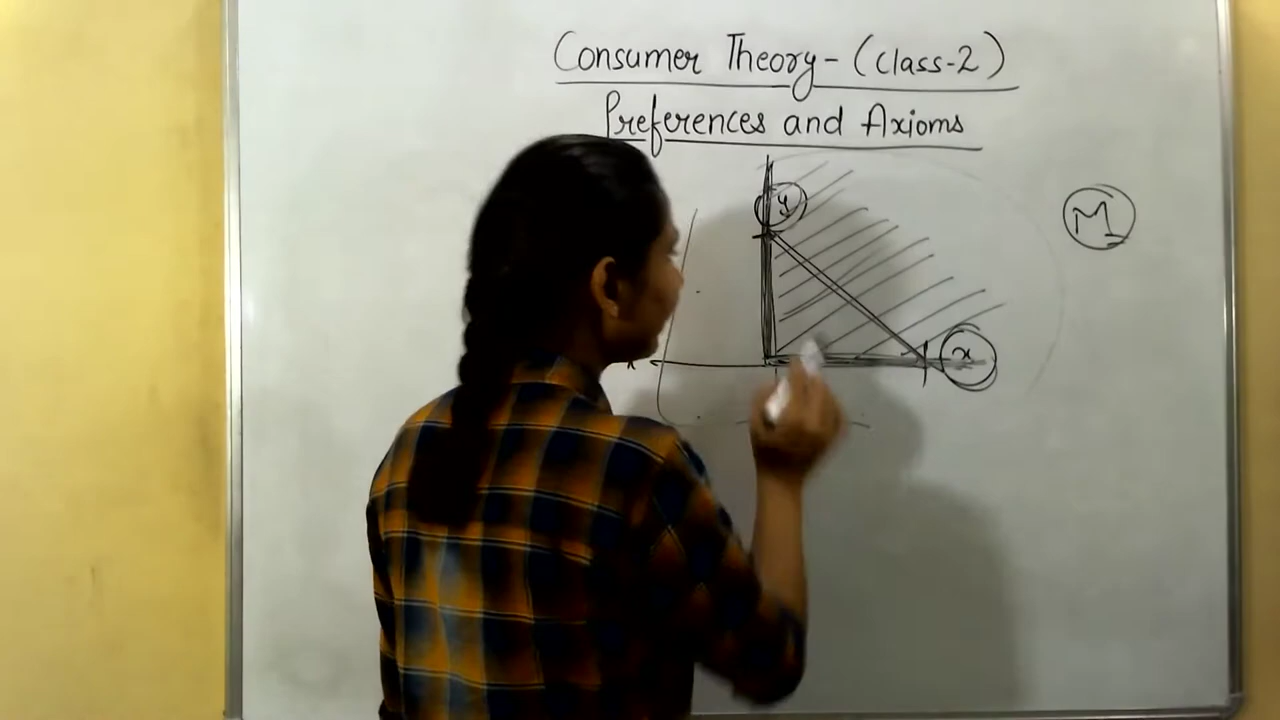 Consumer Theory - (Class-2)
Preferences and Axioms
y
M
x